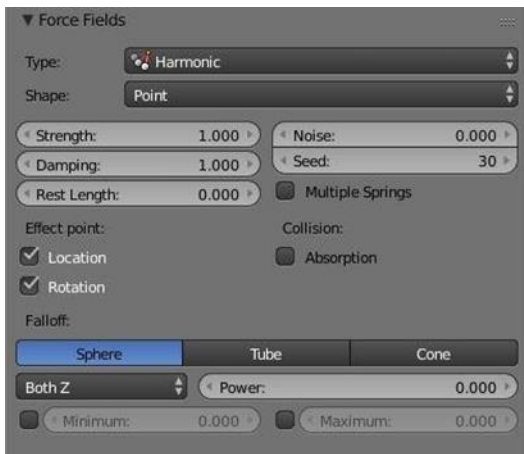 Force Fields
Type: Harmonic
Shape: Point
Strength: 1.000 Noise: 0.000
Damping: 1.000 Seed: 30
Rest Length: 0.000 Multiple Springs
Effect point: Collision:
Location Absorption
Rotation
Falloff:
Sphere Tube Cone
Both Z Power: 0.000
Minimum: 0.000 Maximum: 0.000